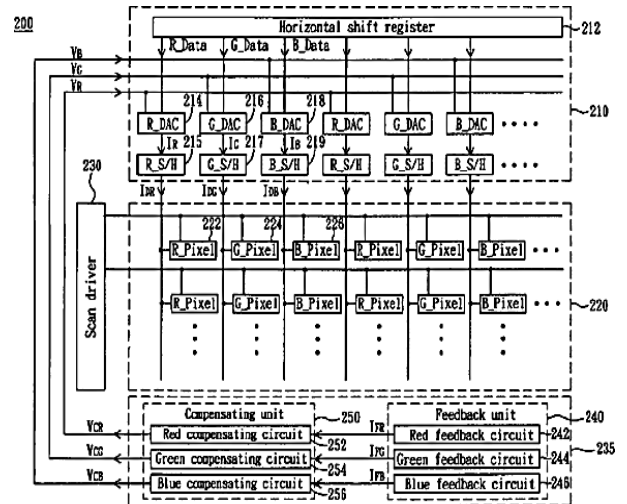 200
Horizontal shift register
212
R_Data G_Data B_Data
VB
VG
VR
214 216 218
R_DAC G_DAC B_DAC R_DAC G_DAC B_DAC
210
IR 215 IG 217 IB 219
R_S/H G_S/H B_S/H R_S/H G_S/H B_S/H
230
IDR IDG IDB
Scan driver
222 224 226
R_Pixel G_Pixel B_Pixel R_Pixel G_Pixel B_Pixel
R_Pixel G_Pixel B_Pixel R_Pixel G_Pixel B_Pixel
220
Compensating unit 250
Feedback unit 240
VCR
Red compensating circuit
252
IFR
Red feedback circuit 242
235
VCG
Green compensating circuit
254
IFG
Green feedback circuit 244
VCB
Blue compensating circuit
256
IFB
Blue feedback circuit 246